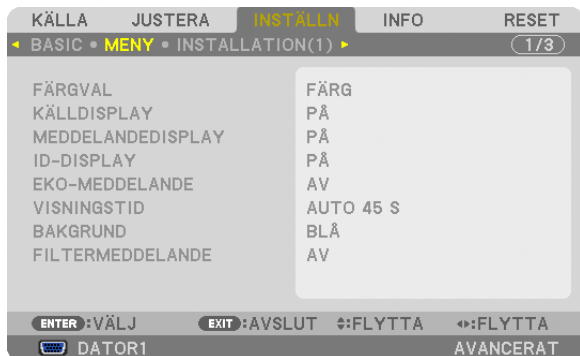 KÄLLA JUSTERA INSTÄLLN INFO RESET
BASIC • MENY • INSTALLATION(1) 1/3
FÄRGVAL FÄRG
KÄLLDISPLAY PÅ
MEDDELANDEDISPLAY PÅ
ID-DISPLAY PÅ
EKO-MEDDELANDE AV
VISNINGSTID AUTO 45 S
BAKGRUND BLÅ
FILTERMEDDELANDE AV
ENTER :VÄLJ EXIT :AVSLUT :FLYTTA :FLYTTA
DATOR1 AVANCERAT